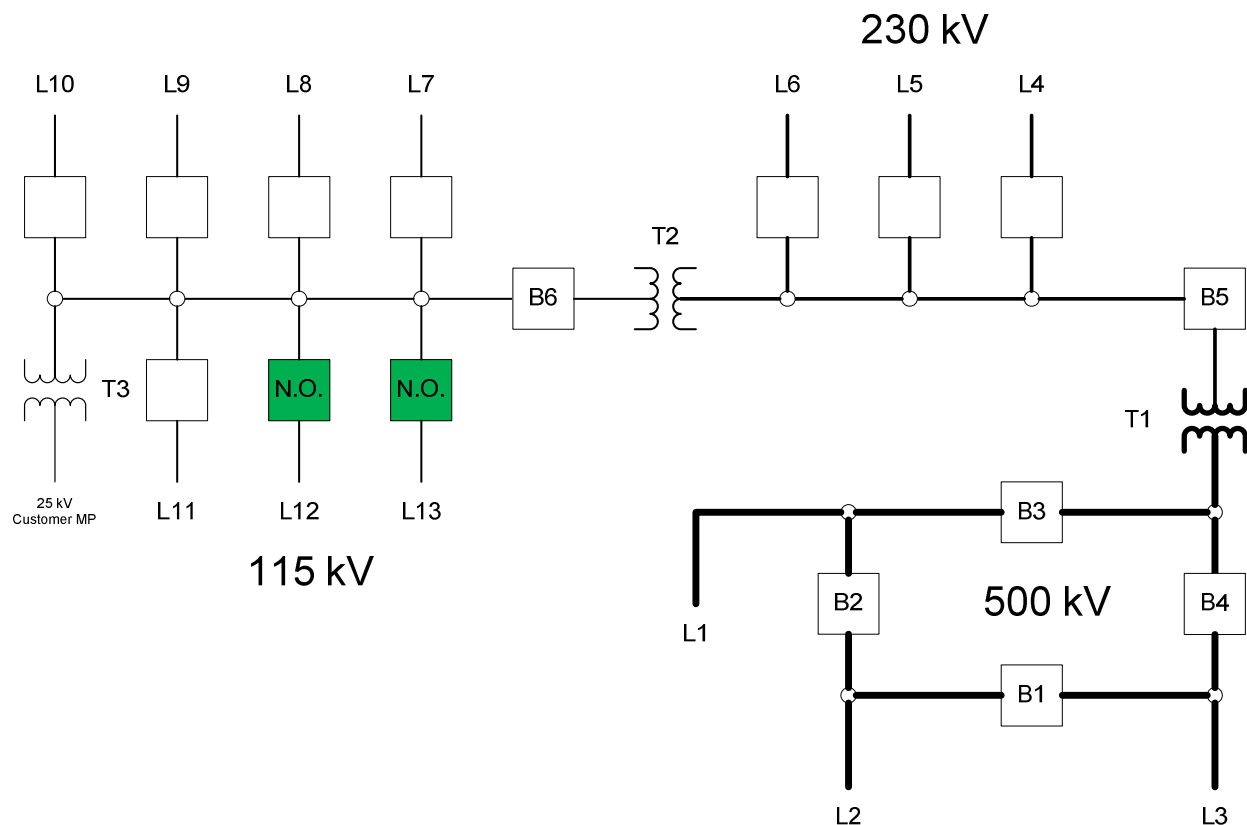 230 kV
L10
L9
L8
L7
L6
L5
L4
T2
B6
B5
T3
N.O.
N.O.
T1
25 kV
Customer MP
L11
L12
L13
B3
115 kV
B2
500 kV
B4
L1
B1
L2
L3